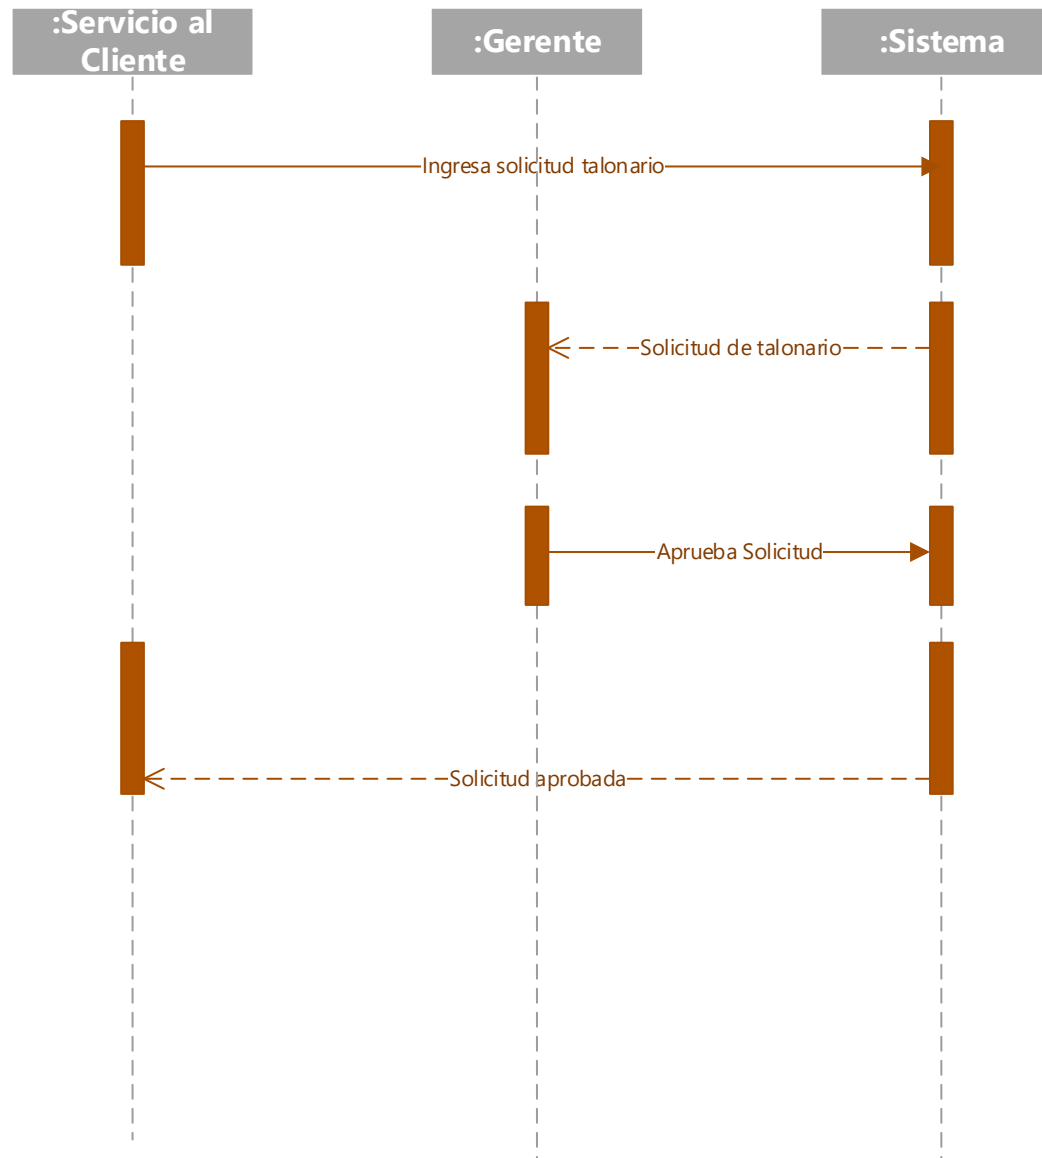 :Servicio al
Cliente
:Gerente
:Sistema
Ingresa solicitud talonario
Solicitud de talonario
Aprueba Solicitud
Solicitud aprobada